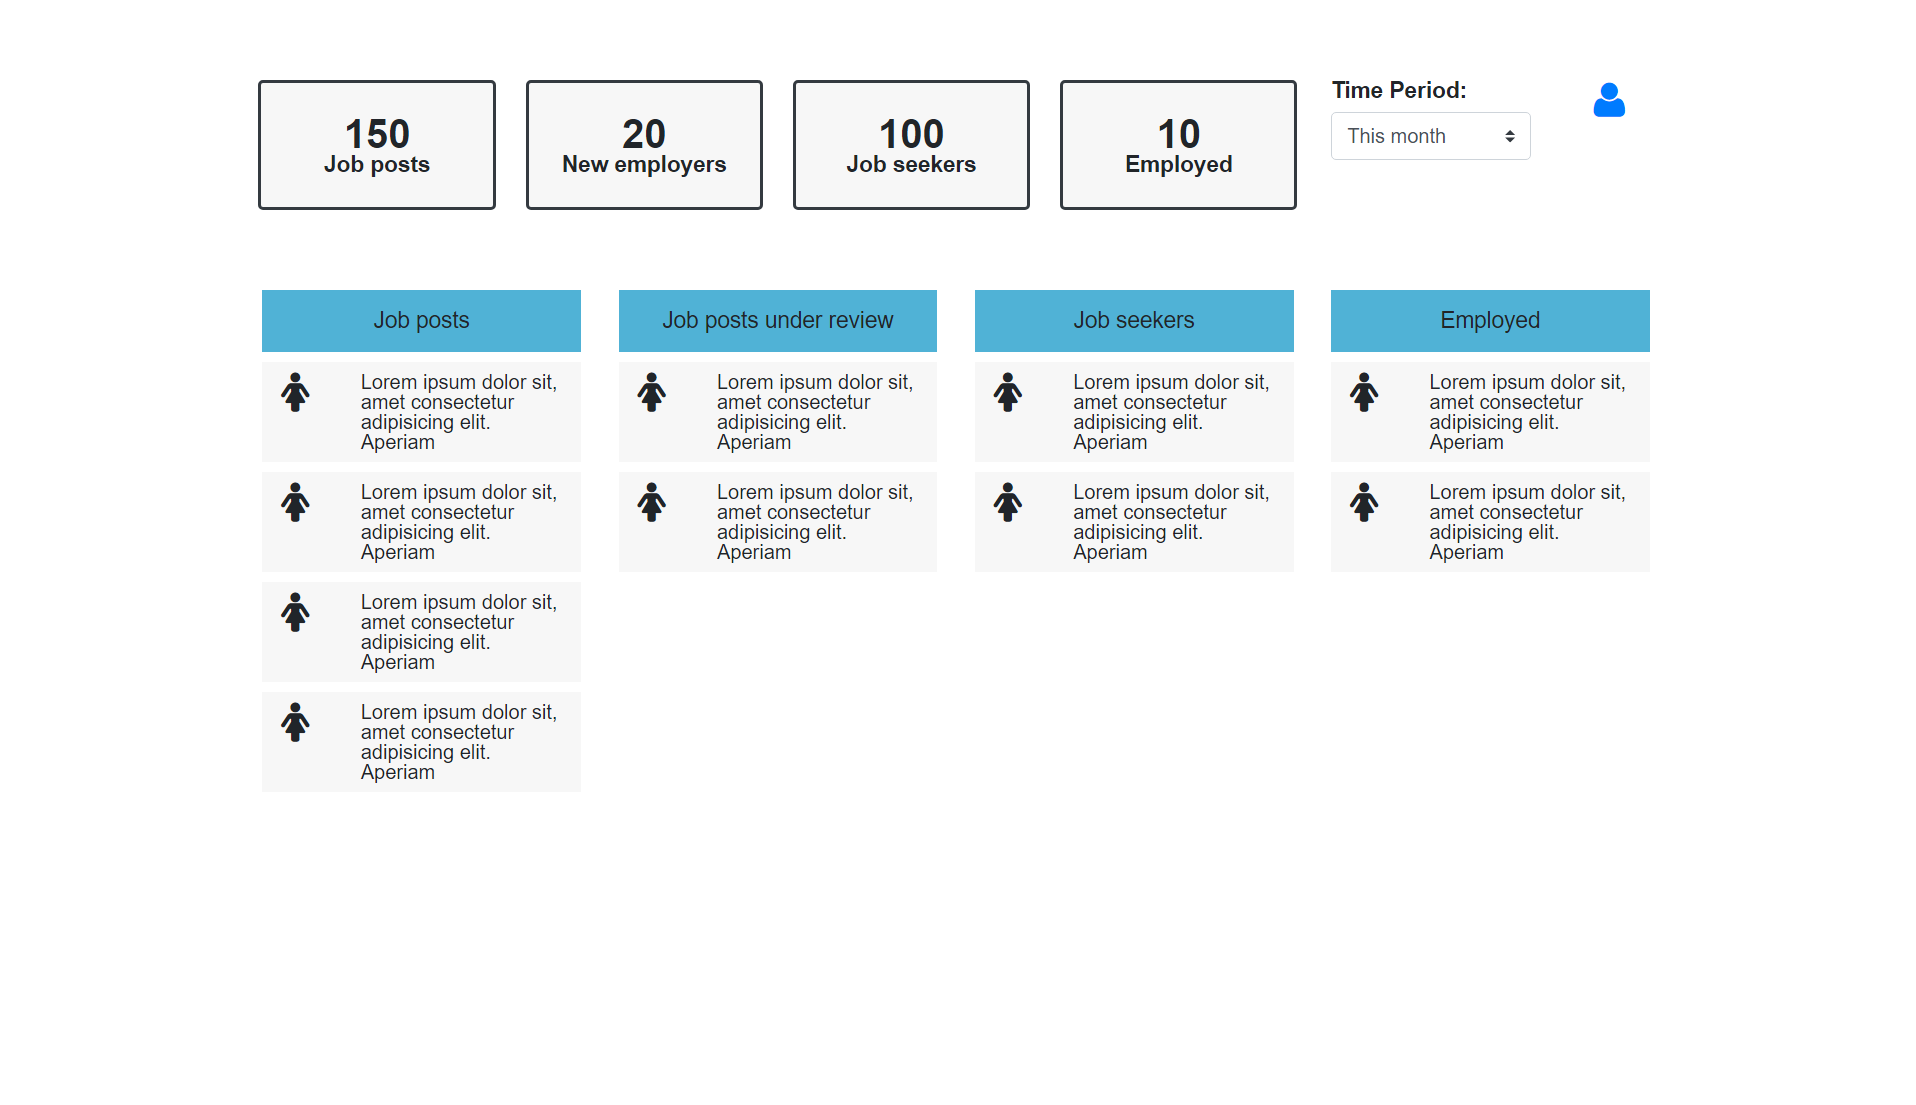 150
Job posts
20
New employers
100
Job seekers
10
Employed
Time Period:
This month
Job posts
Lorem ipsum dolor sit,
amet consectetur
adipisicing elit.
Aperiam
Lorem ipsum dolor sit,
amet consectetur
adipisicing elit.
Aperiam
Lorem ipsum dolor sit,
amet consectetur
adipisicing elit.
Aperiam
Lorem ipsum dolor sit,
amet consectetur
adipisicing elit.
Aperiam
Job posts under review
Lorem ipsum dolor sit,
amet consectetur
adipisicing elit.
Aperiam
Lorem ipsum dolor sit,
amet consectetur
adipisicing elit.
Aperiam
Job seekers
Lorem ipsum dolor sit,
amet consectetur
adipisicing elit.
Aperiam
Lorem ipsum dolor sit,
amet consectetur
adipisicing elit.
Aperiam
Employed
Lorem ipsum dolor sit,
amet consectetur
adipisicing elit.
Aperiam
Lorem ipsum dolor sit,
amet consectetur
adipisicing elit.
Aperiam